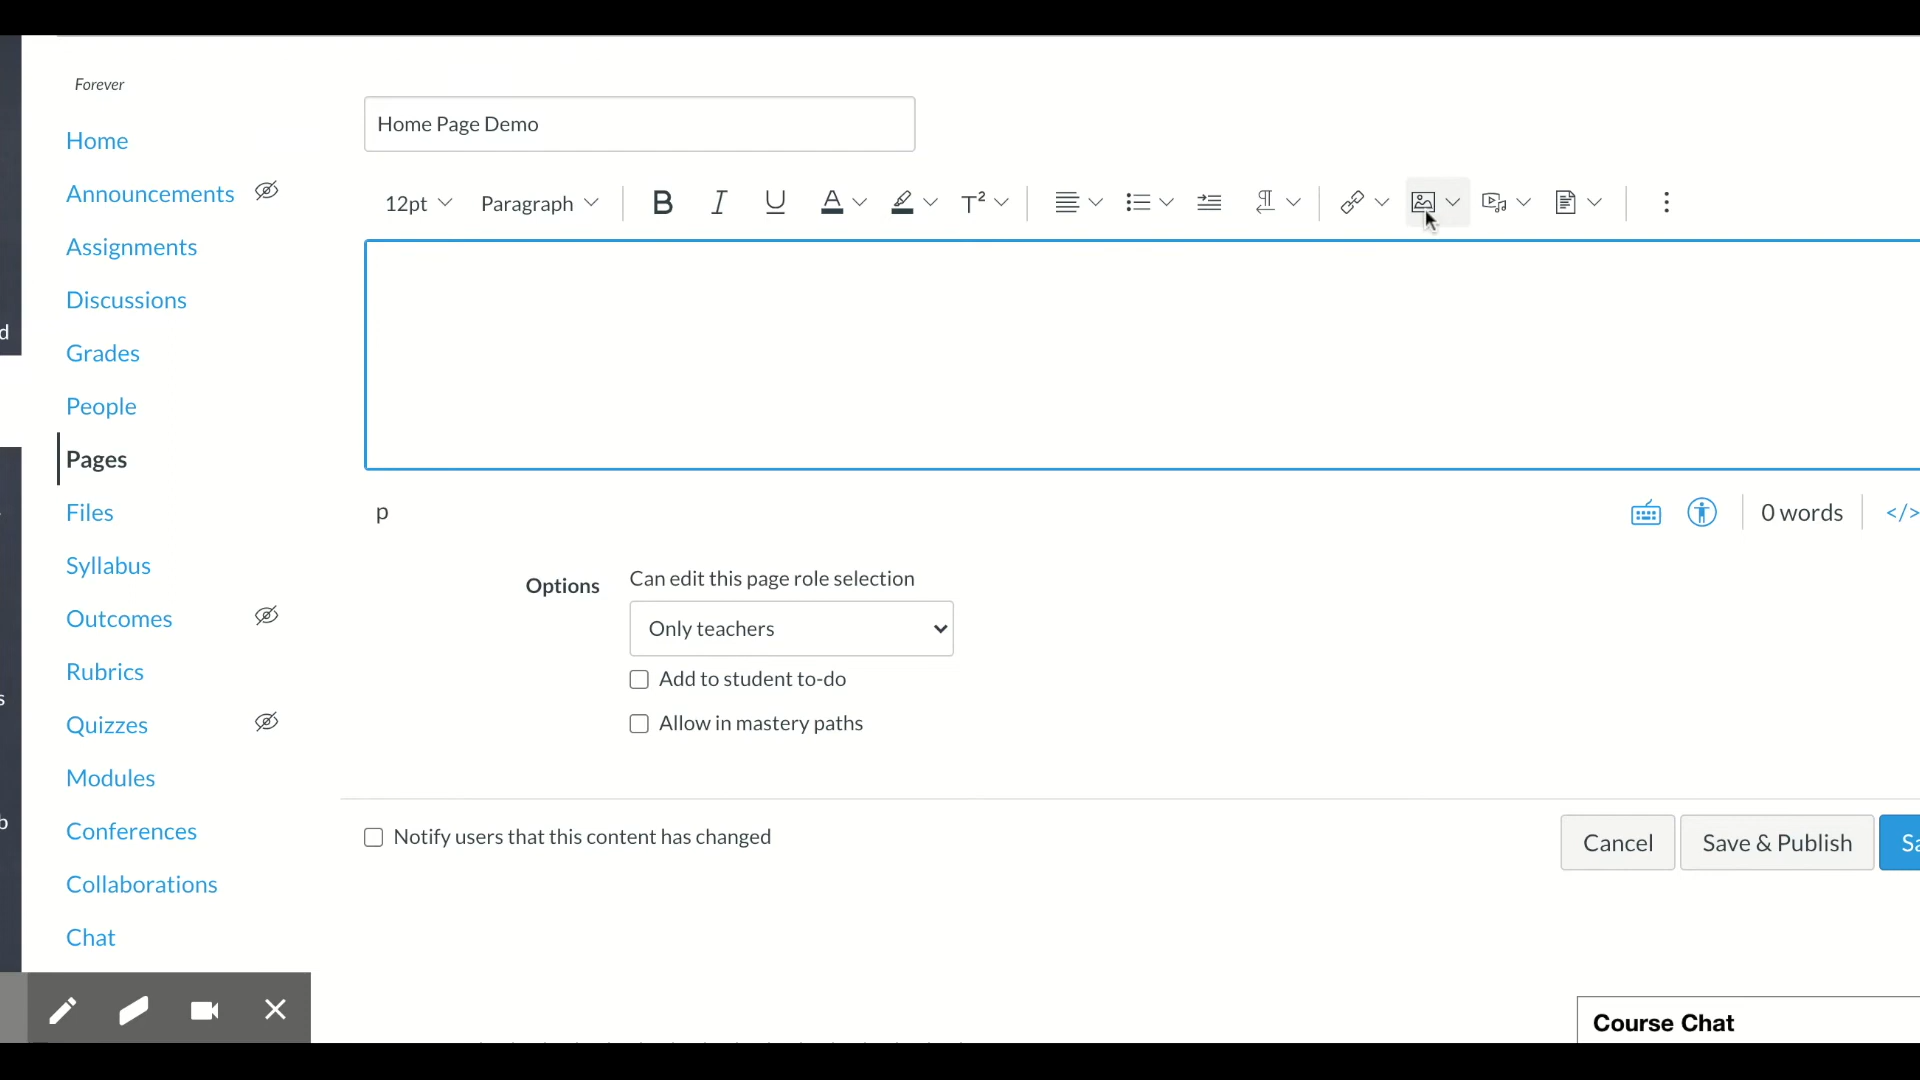 Forever
Home Page Demo
Home
Announcements
Assignments
Discussions
Grades
People
Pages
Files
Syllabus
Outcomes
Rubrics
Quizzes
Modules
Conferences
Collaborations
Chat
12pt Paragraph B I U A T²
d
p
0 words </>
Options
Can edit this page role selection
Only teachers
Add to student to-do
Allow in mastery paths
s
b
Notify users that this content has changed
Cancel
Save & Publish
Sa
Course Chat